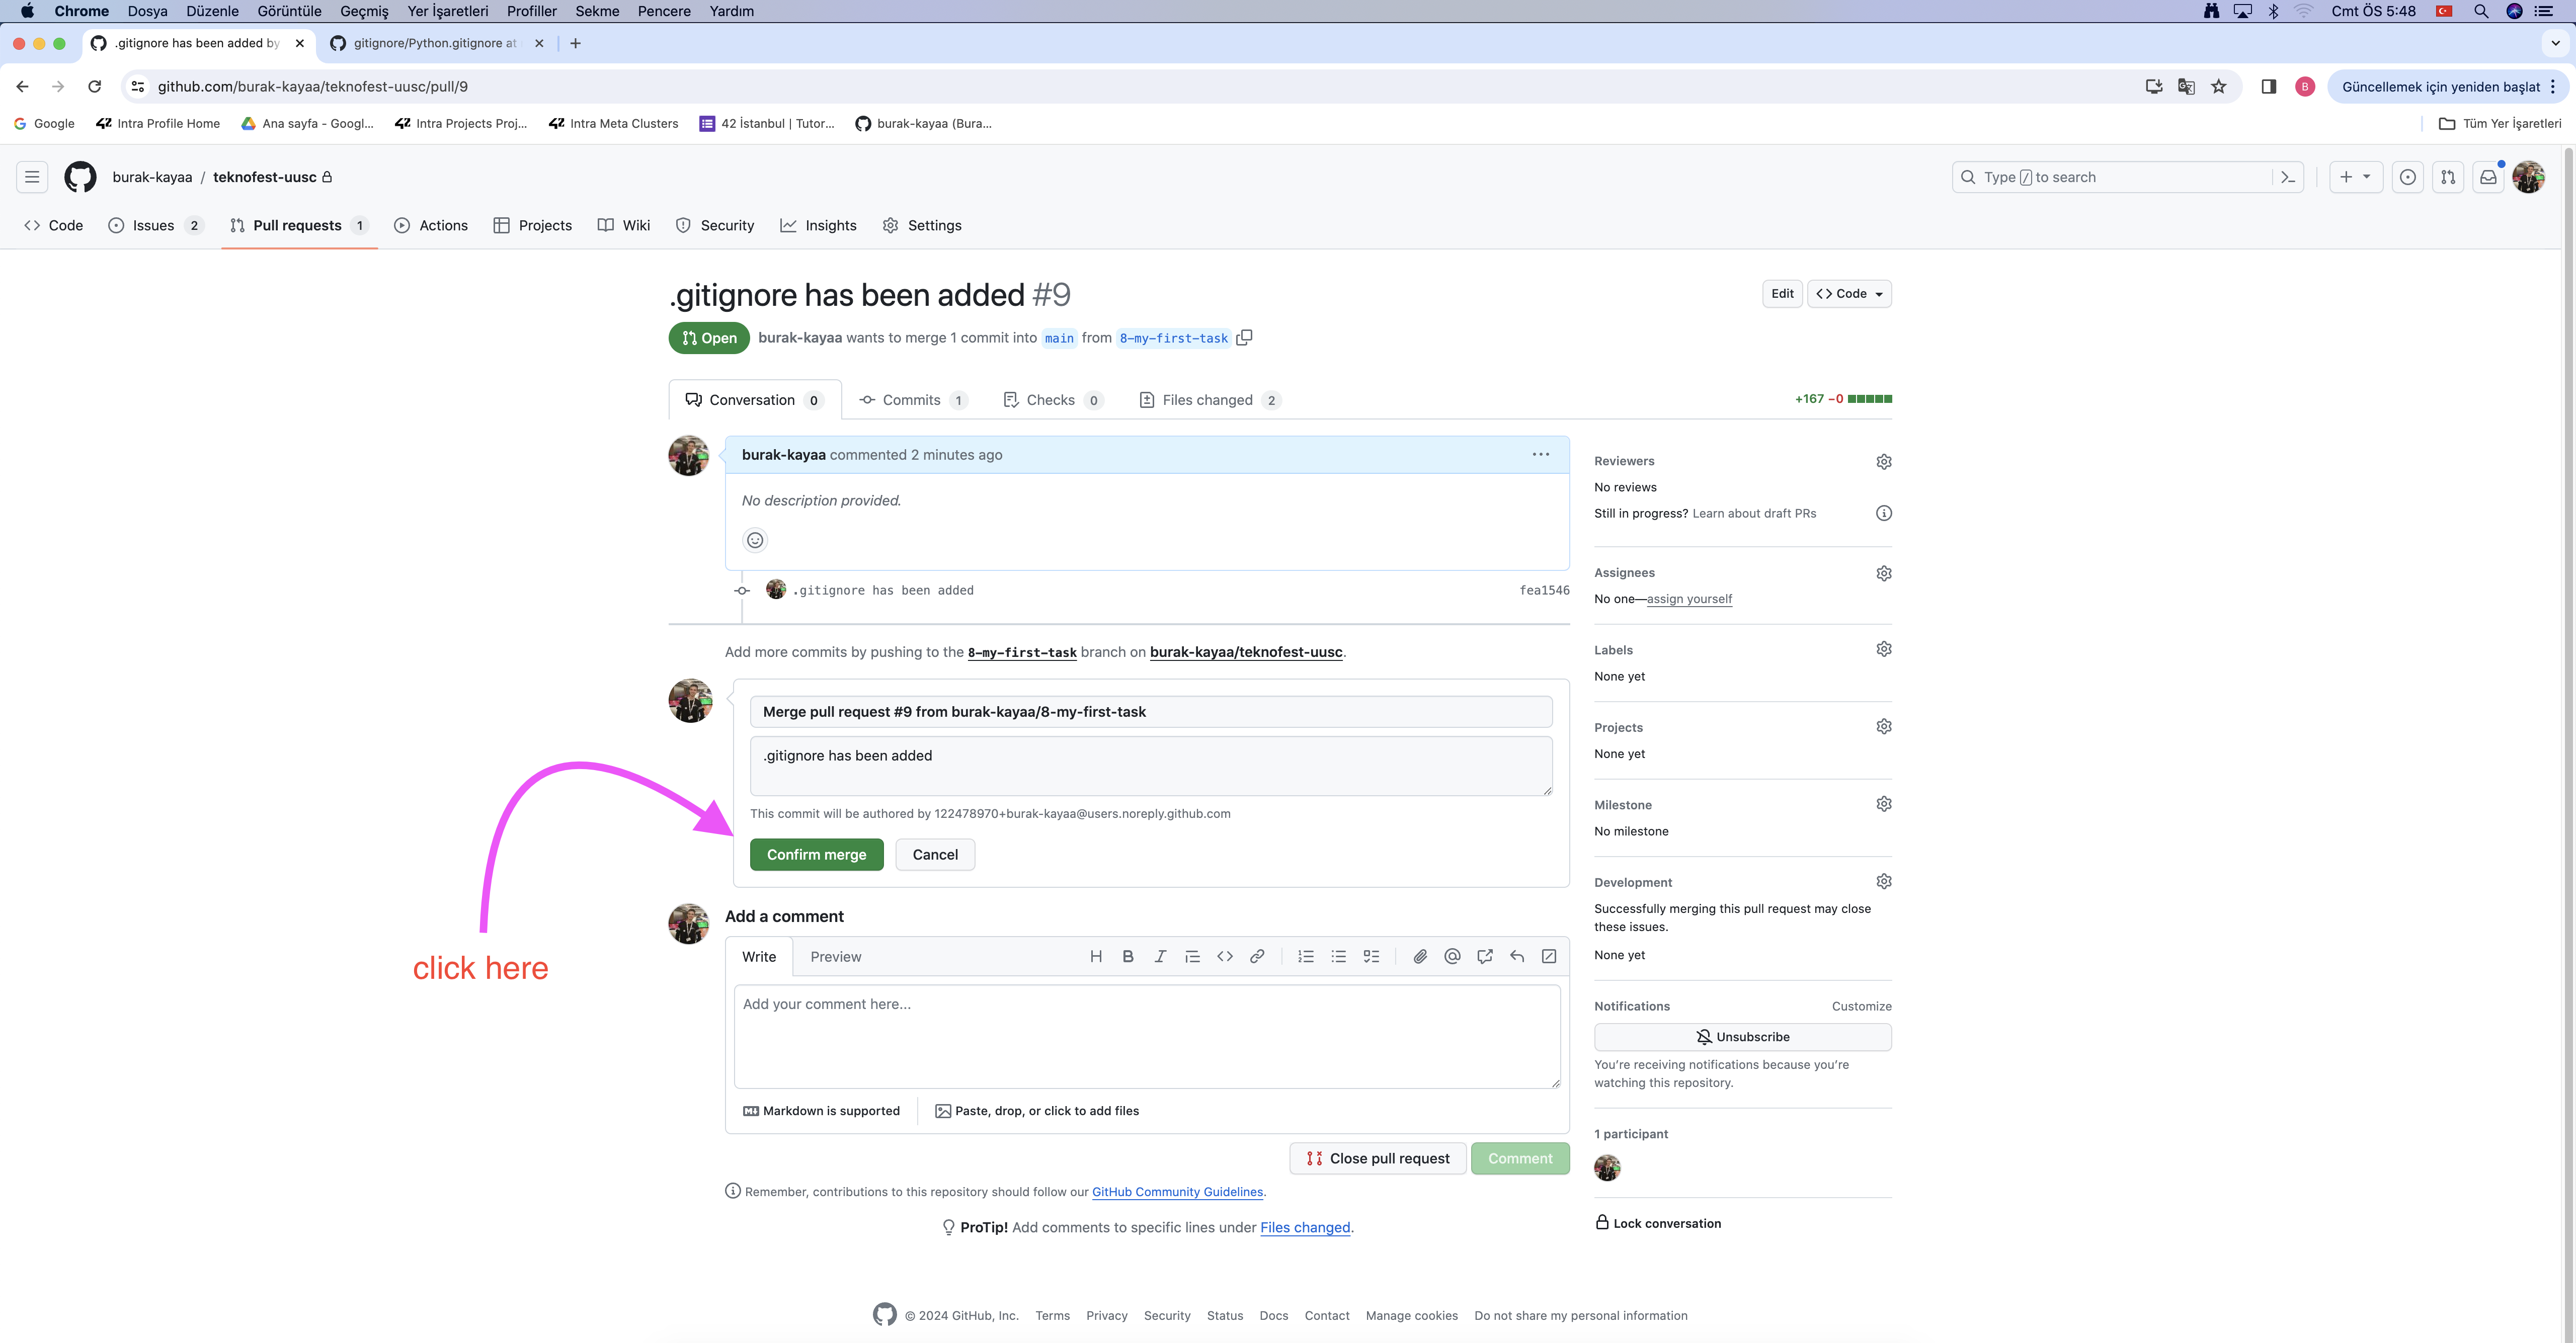 Chrome Dosya Düzenle Görüntüle Geçmiş Yer İşaretleri Profiller Sekme Pencere Yardım Cmt ÖS 5:48
.gitignore has been added by gitignore/Python.gitignore at
github.com/burak-kayaa/teknofest-uusc/pull/9 B Güncellemek için yeniden başlat
Google Intra Profile Home Ana sayfa - Googl... Intra Projects Proj... Intra Meta Clusters 42 İstanbul | Tutor... burak-kayaa (Bura... Tüm Yer İşaretleri
burak-kayaa / teknofest-uusc Type / to search
Code Issues 2 Pull requests 1 Actions Projects Wiki Security Insights Settings
.gitignore has been added #9 Edit Code
Open burak-kayaa wants to merge 1 commit into main from 8-my-first-task
Conversation 0 Commits 1 Checks 0 Files changed 2 +167 −0
burak-kayaa commented 2 minutes ago
No description provided.
.gitignore has been added fea1546
Add more commits by pushing to the 8-my-first-task branch on burak-kayaa/teknofest-uusc.
Merge pull request #9 from burak-kayaa/8-my-first-task
.gitignore has been added
This commit will be authored by 122478970+burak-kayaa@users.noreply.github.com
Confirm merge Cancel
click here
Add a comment
Write Preview
Add your comment here...
Markdown is supported Paste, drop, or click to add files
Close pull request Comment
Remember, contributions to this repository should follow our GitHub Community Guidelines.
ProTip! Add comments to specific lines under Files changed.
Reviewers
No reviews
Still in progress? Learn about draft PRs
Assignees
No one—assign yourself
Labels
None yet
Projects
None yet
Milestone
No milestone
Development
Successfully merging this pull request may close
these issues.
None yet
Notifications Customize
Unsubscribe
You're receiving notifications because you're
watching this repository.
1 participant
Lock conversation
© 2024 GitHub, Inc. Terms Privacy Security Status Docs Contact Manage cookies Do not share my personal information